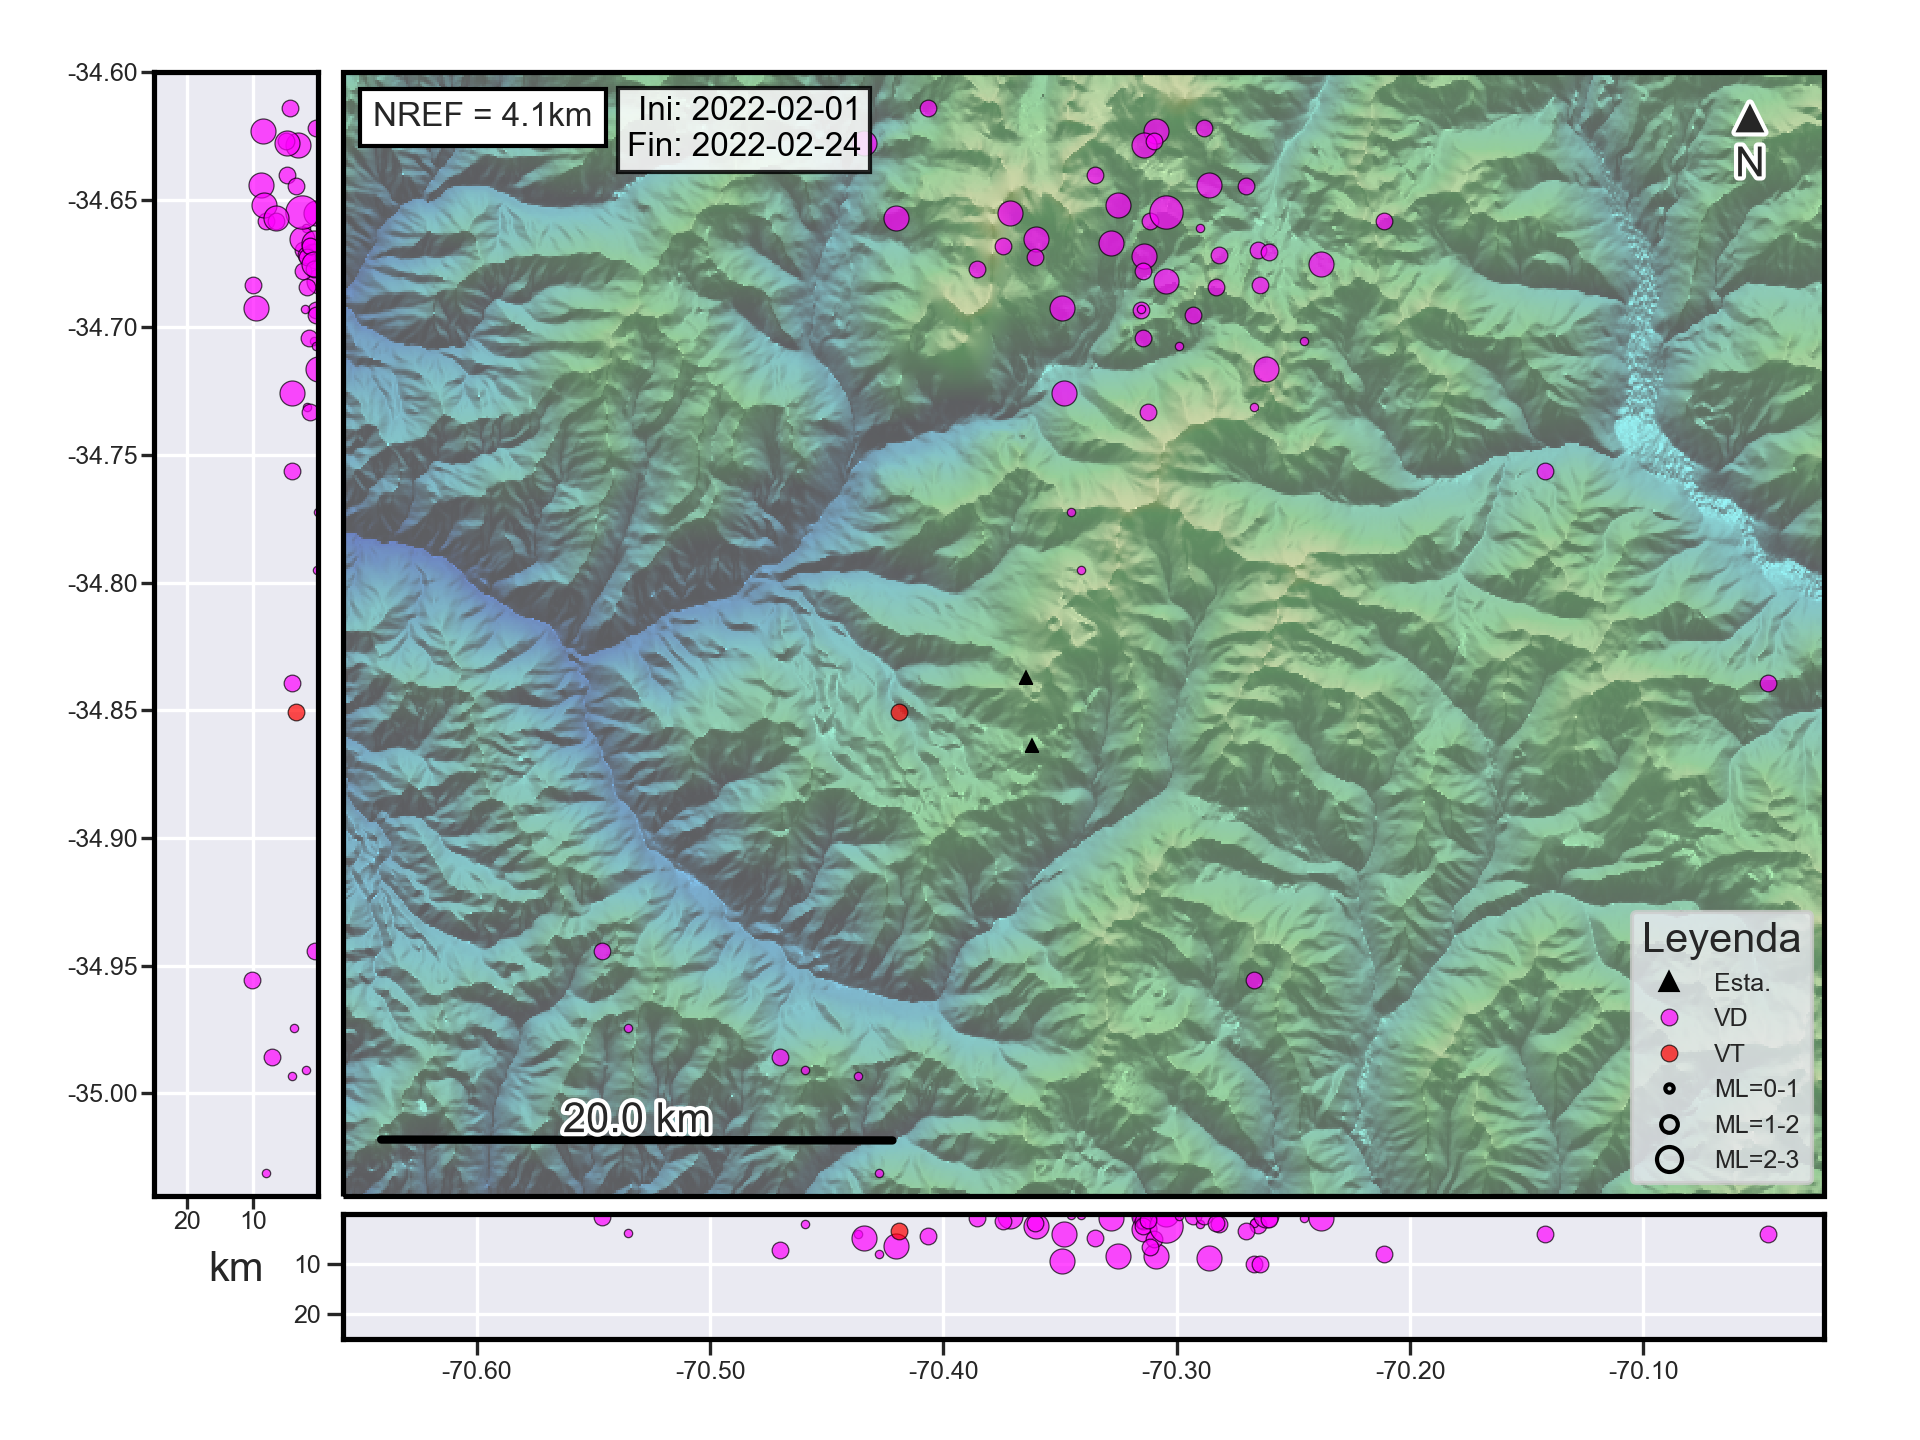 NREF = 4.1km
Ini: 2022-02-01
Fin: 2022-02-24
N
-34.60
-34.65
-34.70
-34.75
-34.80
-34.85
-34.90
-34.95
-35.00
20 10
km
10
20
20.0 km
Leyenda
Esta.
VD
VT
ML=0-1
ML=1-2
ML=2-3
-70.60 -70.50 -70.40 -70.30 -70.20 -70.10